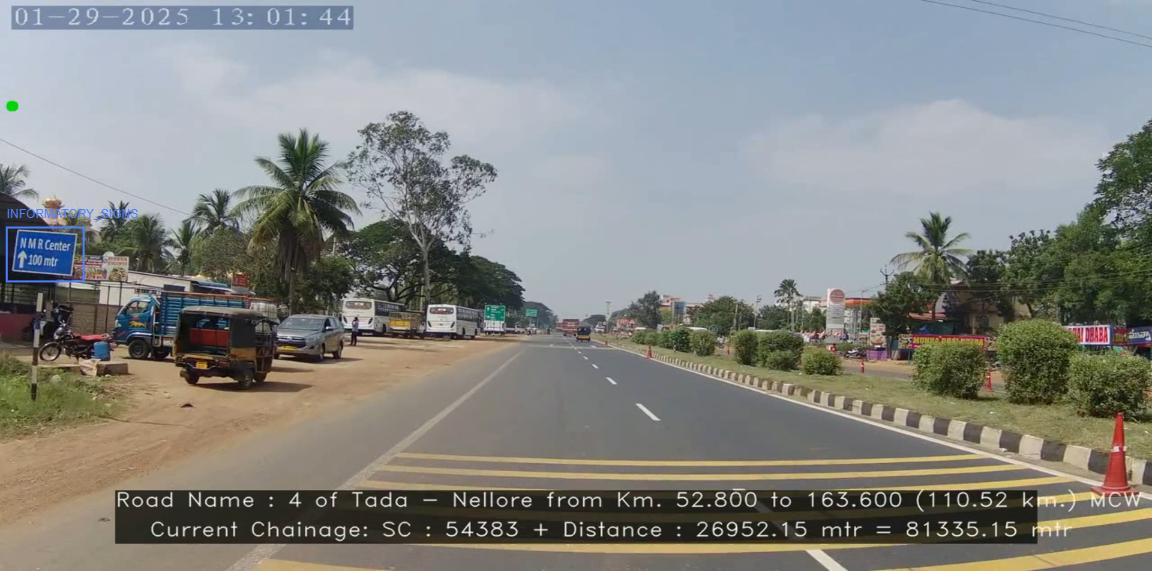 01-29-2025 13:01:44
INFORMATORY_SIGNS
N M R Center
100 mtr
DHABA
Road Name : 4 of Tada - Nellore from Km. 52.800 to 163.600 (110.52 km.) MCW
Current Chainage: SC : 54383 + Distance : 26952.15 mtr = 81335.15 mtr